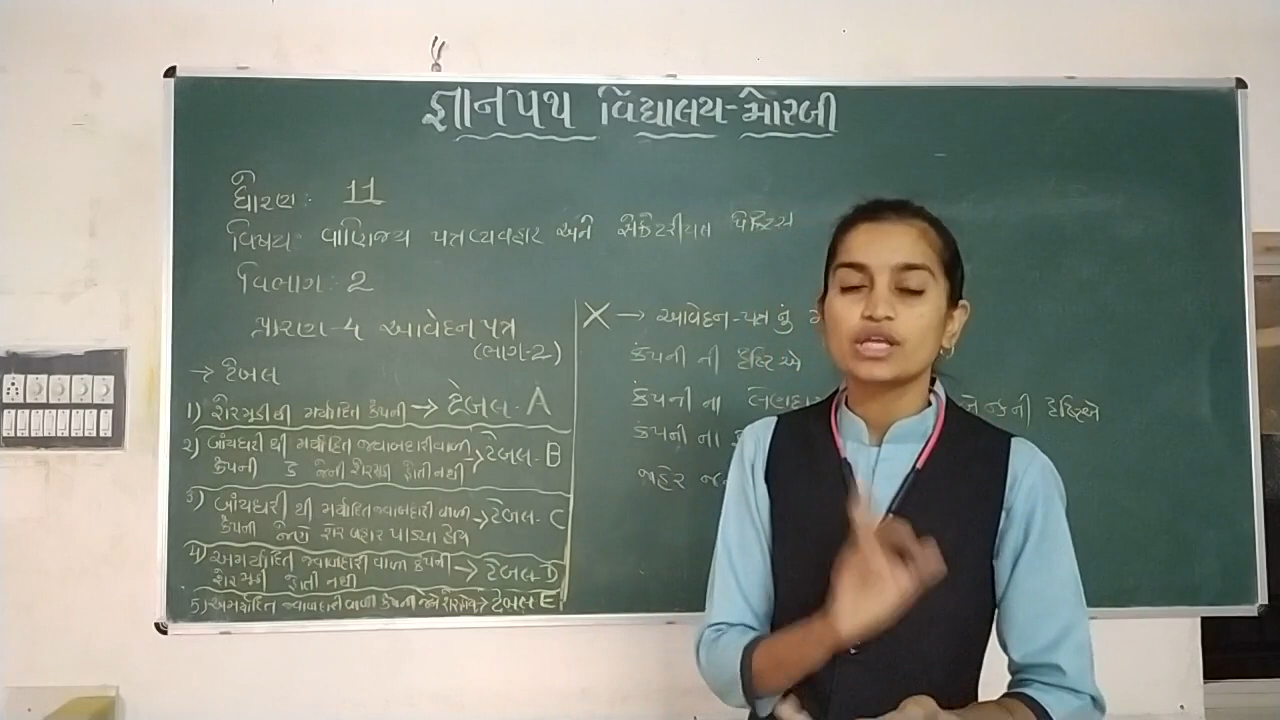 જ્ઞાનપથ વિદ્યાલય-મોરબી
ધોરણ: 11
વિષય: વાણિજ્ય પત્રવ્યવહાર અને સેક્રેટરીયલ પ્રેક્ટિસ
વિભાગ: 2
પ્રકરણ-4 આવેદનપત્ર
(ભાગ-2)
→ ટેબલ
1) શેરમૂડીથી મર્યાદિત કંપની → ટેબલ-A
2) બાંયધરી થી મર્યાદિત જવાબદારીવાળી
કંપની કે જેની શેરમૂડી હોતી નથી → ટેબલ-B
3) બાંયધરી થી મર્યાદિત જવાબદારી વાળી
કંપની જેણે શેર બહાર પાડ્યા હોય → ટેબલ-C
4) અમર્યાદિત જવાબદારી વાળી કંપની
શેરમૂડી હોતી નથી → ટેબલ-D
5) અમર્યાદિત જવાબદારીવાળી કંપની જેને → ટેબલ-E
X → આવેદન-પત્ર નું
કંપની ની દૃષ્ટિએ
કંપની ના દૃષ્ટિએ
કંપની ના
જાહેર